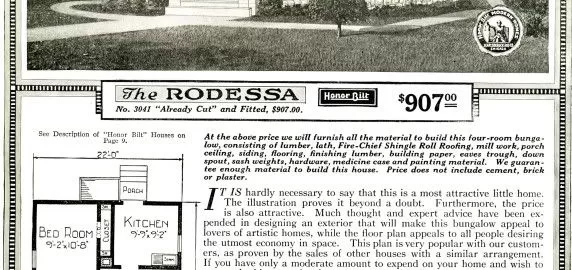 The RODESSA
No. 3041 "Already Cut" and Fitted, $907.00.
Honor Bilt
$907.00
See Description of "Honor Bilt" Houses on
Page 9.
22'-0"
PORCH
BED ROOM
9'-2"x10'-8"
CLOSET
KITCHEN
9'-9"x9'-2"
At the above price we will furnish all the material to build this four-room bunga-
low, consisting of lumber, lath, Fire-Chief Shingle Roll Roofing, mill work, porch
ceiling, siding, flooring, finishing lumber, building paper, eaves trough, down
spout, sash weights, hardware, medicine case and painting material. We guaran-
tee enough material to build this house. Price does not include cement, brick
or plaster.
IT IS hardly necessary to say that this is a most attractive little home.
The illustration proves it beyond a doubt. Furthermore, the price
is also attractive. Much thought and expert advice have been ex-
pended in designing an exterior that will make this bungalow appeal to
lovers of artistic homes, while the floor plan appeals to all people desiring
the utmost economy in space. This plan is very popular with our custom-
ers, as proven by the sales of other houses with a similar arrangement.
If you have only a moderate amount to expend on your home and wish to